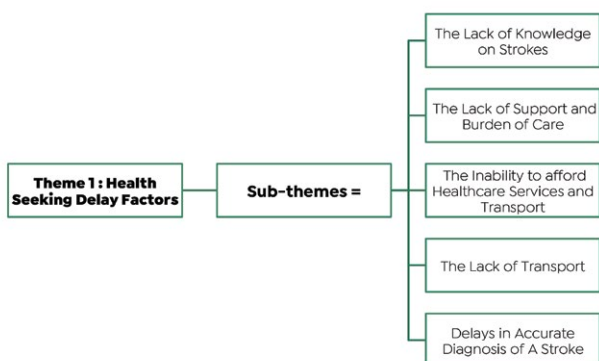 Theme 1 : Health
Seeking Delay Factors
Sub-themes =
The Lack of Knowledge
on Strokes
The Lack of Support and
Burden of Care
The Inability to afford
Healthcare Services and
Transport
The Lack of Transport
Delays in Accurate
Diagnosis of A Stroke